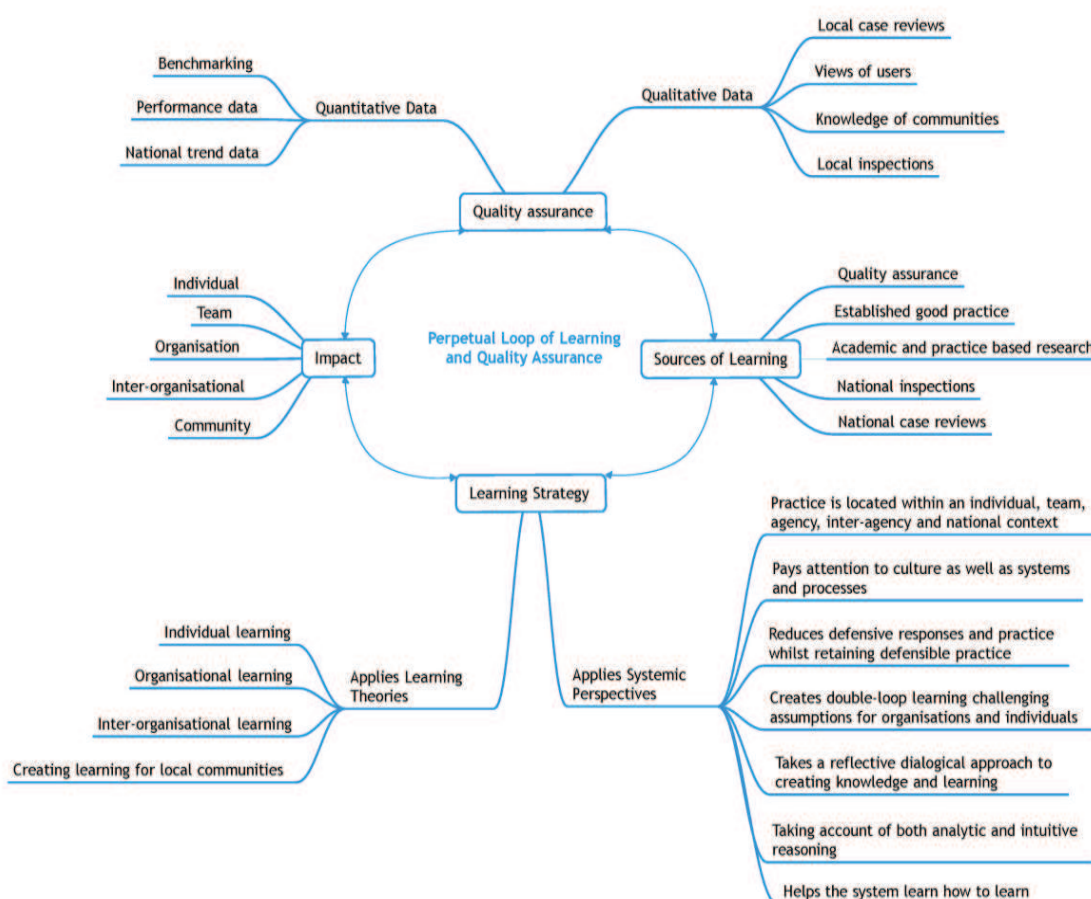 Local case reviews
Views of users
Knowledge of communities
Local inspections
Qualitative Data
Benchmarking
Performance data
National trend data
Quantitative Data
Quality assurance
Individual
Team
Organisation
Inter-organisational
Community
Impact
Perpetual Loop of Learning
and Quality Assurance
Sources of Learning
Quality assurance
Established good practice
Academic and practice based research
National inspections
National case reviews
Learning Strategy
Individual learning
Organisational learning
Inter-organisational learning
Creating learning for local communities
Applies Learning
Theories
Applies Systemic
Perspectives
Practice is located within an individual, team,
agency, inter-agency and national context
Pays attention to culture as well as systems
and processes
Reduces defensive responses and practice
whilst retaining defensible practice
Creates double-loop learning challenging
assumptions for organisations and individuals
Takes a reflective dialogical approach to
creating knowledge and learning
Taking account of both analytic and intuitive
reasoning
Helps the system learn how to learn